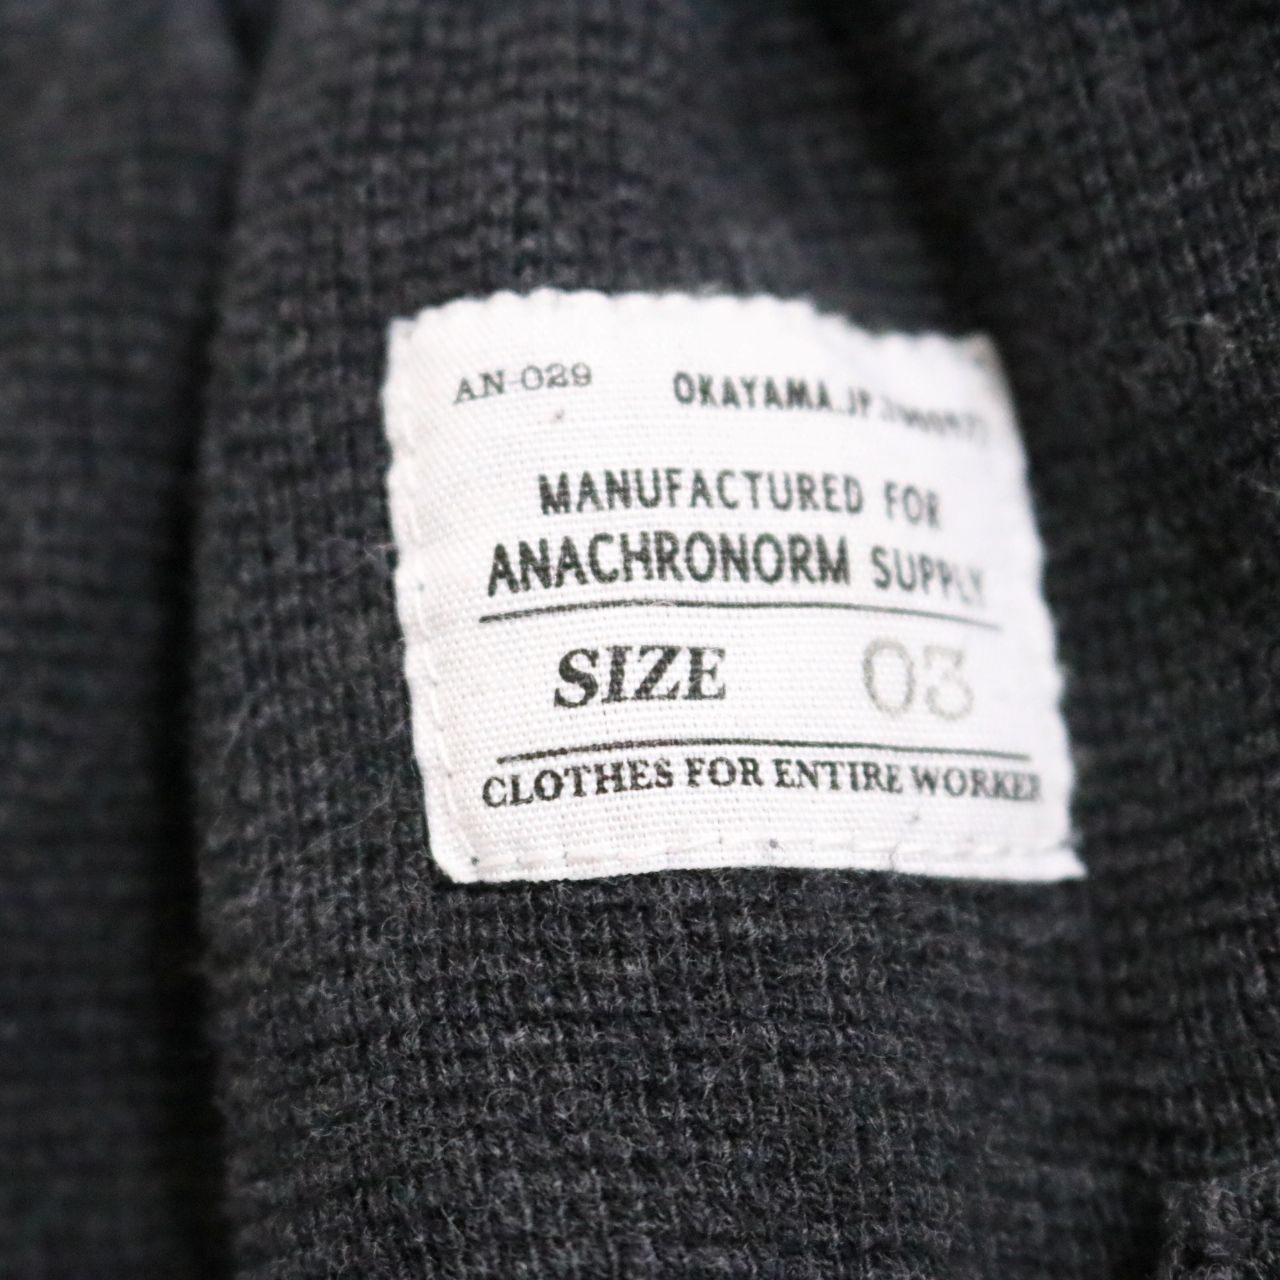 AN-029 OKAYAMA.JP
MANUFACTURED FOR
ANACHRONORM SUPPLY
SIZE 03
CLOTHES FOR ENTIRE WORKER